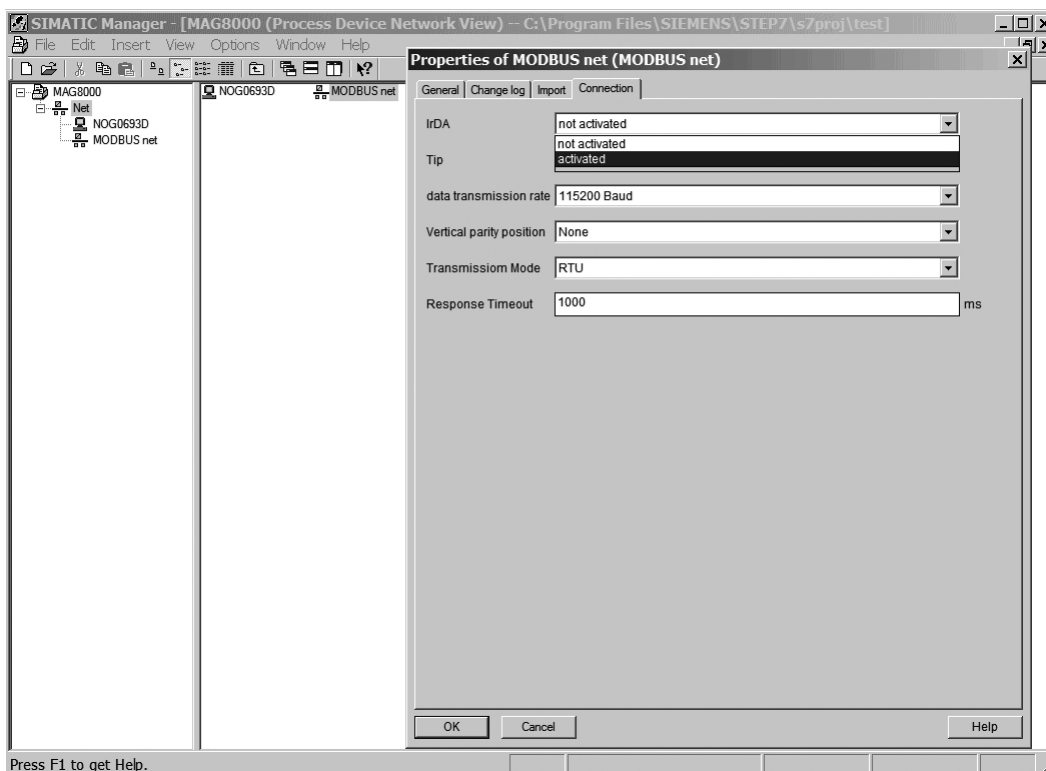 SIMATIC Manager - [MAG8000 (Process Device Network View) -- C:\Program Files\SIEMENS\STEP7\s7proj\test]
File Edit Insert View Options Window Help
MAG8000
Net
NOG0693D
MODBUS net
NOG0693D MODBUS net
Properties of MODBUS net (MODBUS net)
General Change log Import Connection
IrDA not activated
not activated
Tip activated
data transmission rate 115200 Baud
Vertical parity position None
Transmissiom Mode RTU
Response Timeout 1000 ms
OK Cancel Help
Press F1 to get Help.